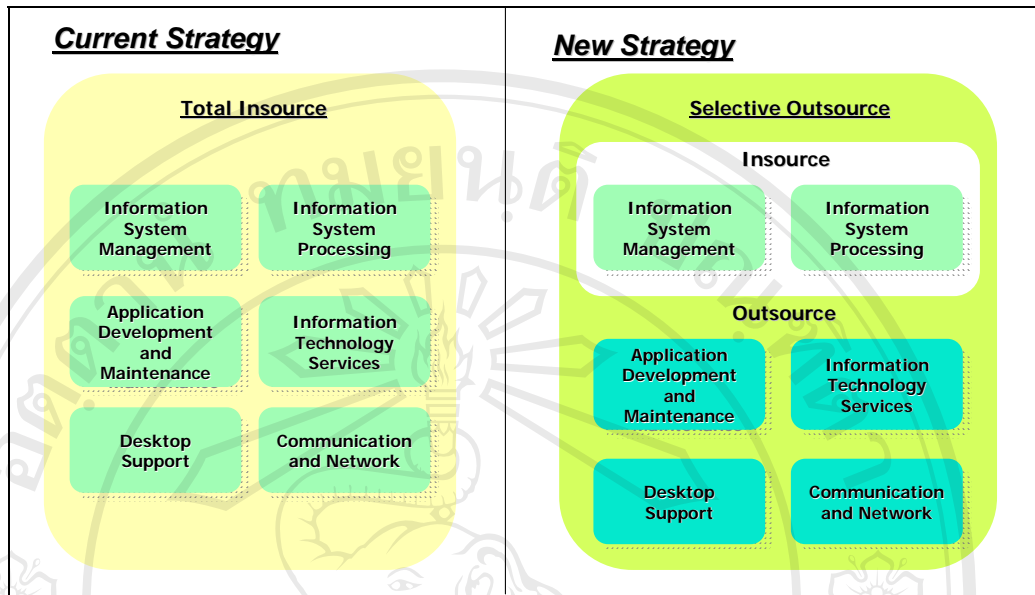 Current Strategy
Total Insource
Information
System
Management
Information
System
Processing
Application
Development
and
Maintenance
Information
Technology
Services
Desktop
Support
Communication
and Network
New Strategy
Selective Outsource
Insource
Information
System
Management
Information
System
Processing
Outsource
Application
Development
and
Maintenance
Information
Technology
Services
Desktop
Support
Communication
and Network